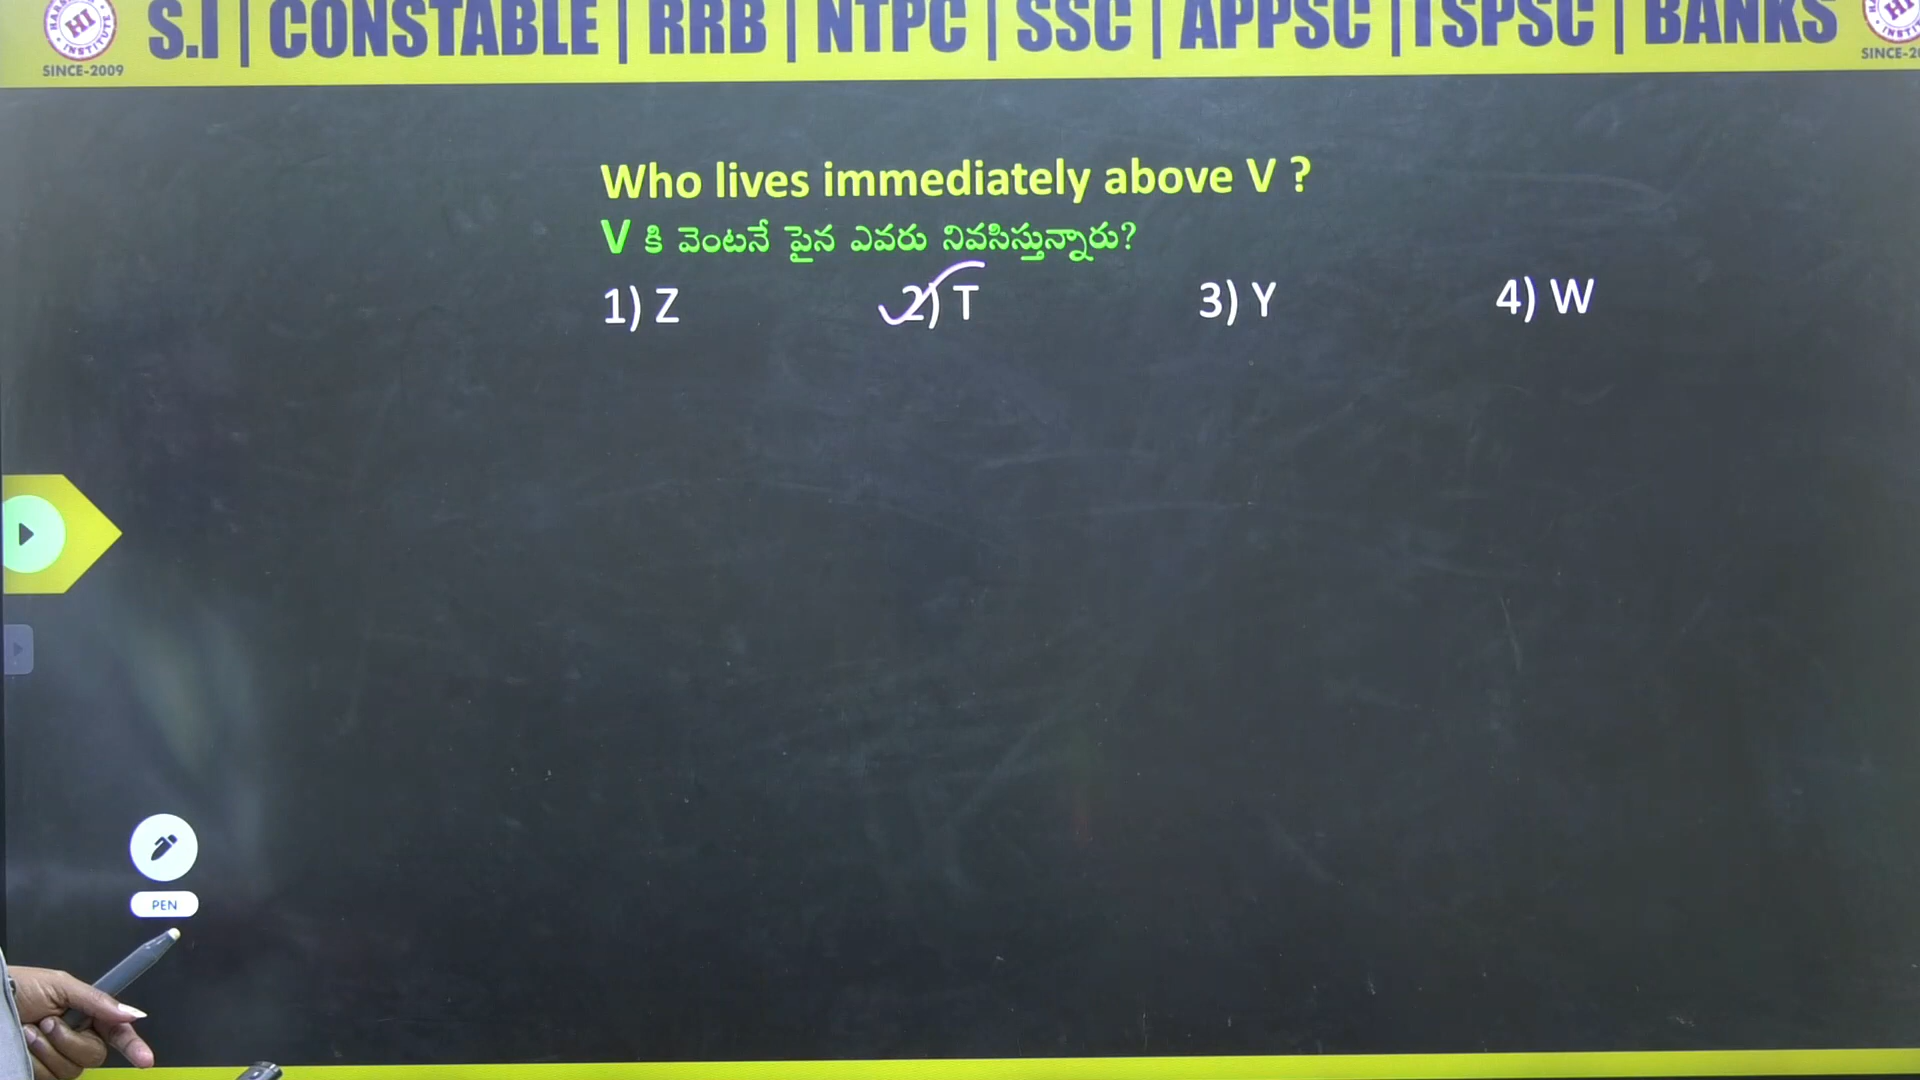 S.I | CONSTABLE | RRB | NTPC | SSC | APPSC | TSPSC | BANKS
HI
INSTITUTE
SINCE-2009
Who lives immediately above V ?
V కి వెంటనే పైన ఎవరు నివసిస్తున్నారు?
1) Z 2) T 3) Y 4) W
PEN